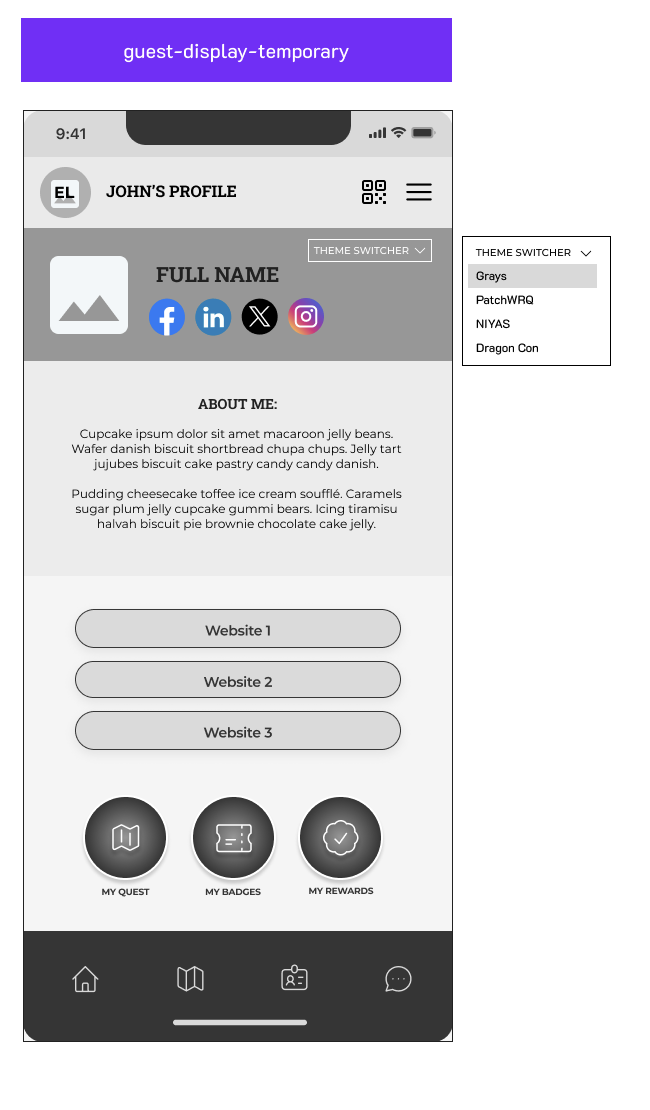 guest-display-temporary
9:41
EL
JOHN'S PROFILE
THEME SWITCHER
FULL NAME
THEME SWITCHER
Grays
PatchWRQ
NIYAS
Dragon Con
ABOUT ME:
Cupcake ipsum dolor sit amet macaroon jelly beans.
Wafer danish biscuit shortbread chupa chups. Jelly tart
jujubes biscuit cake pastry candy candy danish.
Pudding cheesecake toffee ice cream soufflé. Caramels
sugar plum jelly cupcake gummi bears. Icing tiramisu
halvah biscuit pie brownie chocolate cake jelly.
Website 1
Website 2
Website 3
MY QUEST
MY BADGES
MY REWARDS